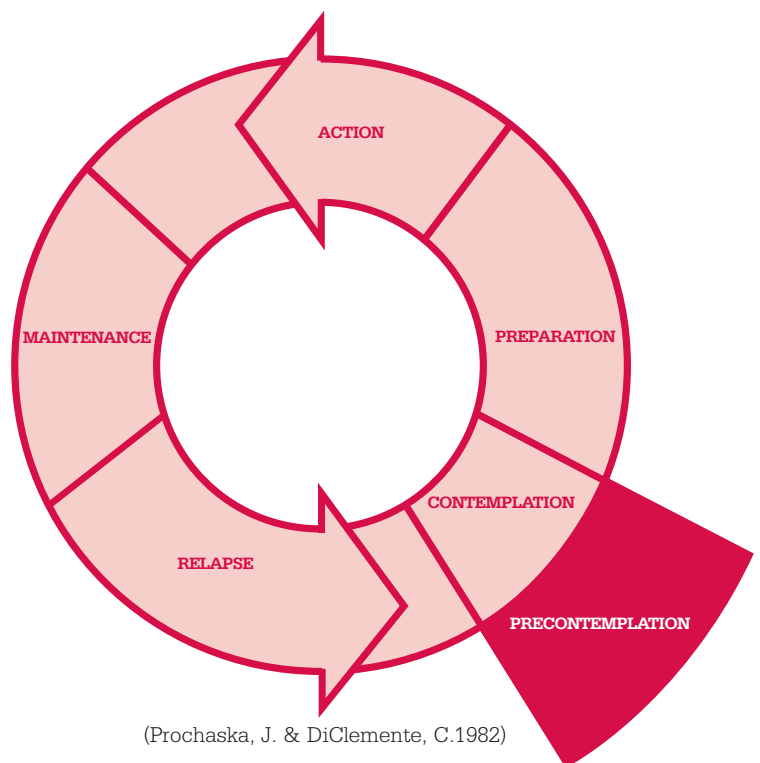 ACTION
PREPARATION
MAINTENANCE
CONTEMPLATION
RELAPSE
PRECONTEMPLATION
(Prochaska, J. & DiClemente, C.1982)